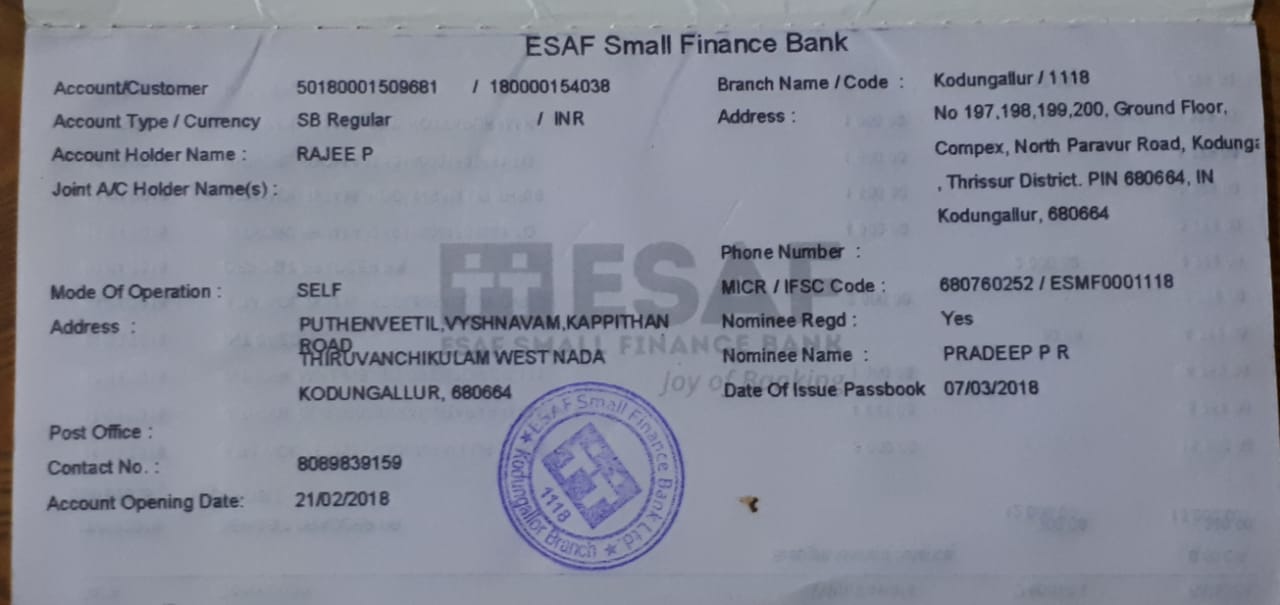 ESAF Small Finance Bank
Account/Customer 50180001509681 / 180000154038
Account Type / Currency SB Regular / INR
Account Holder Name : RAJEE P
Joint A/C Holder Name(s) :
Mode Of Operation : SELF
Address : PUTHENVEETIL,VYSHNAVAM,KAPPITHAN
ROAD
THIRUVANCHIKULAM WEST NADA
KODUNGALLUR, 680664
Post Office :
Contact No. : 8089839159
Account Opening Date: 21/02/2018
Branch Name / Code : Kodungallur / 1118
Address : No 197,198,199,200, Ground Floor,
Compex, North Paravur Road, Kodunga
, Thrissur District. PIN 680664, IN
Kodungallur, 680664
Phone Number :
MICR / IFSC Code : 680760252 / ESMF0001118
Nominee Regd : Yes
Nominee Name : PRADEEP P R
Date Of Issue Passbook 07/03/2018
ESAF
ESAF SMALL FINANCE BANK
Joy of Banking
ESAF Small Finance Bank Ltd.
1118
Kodungallor Branch